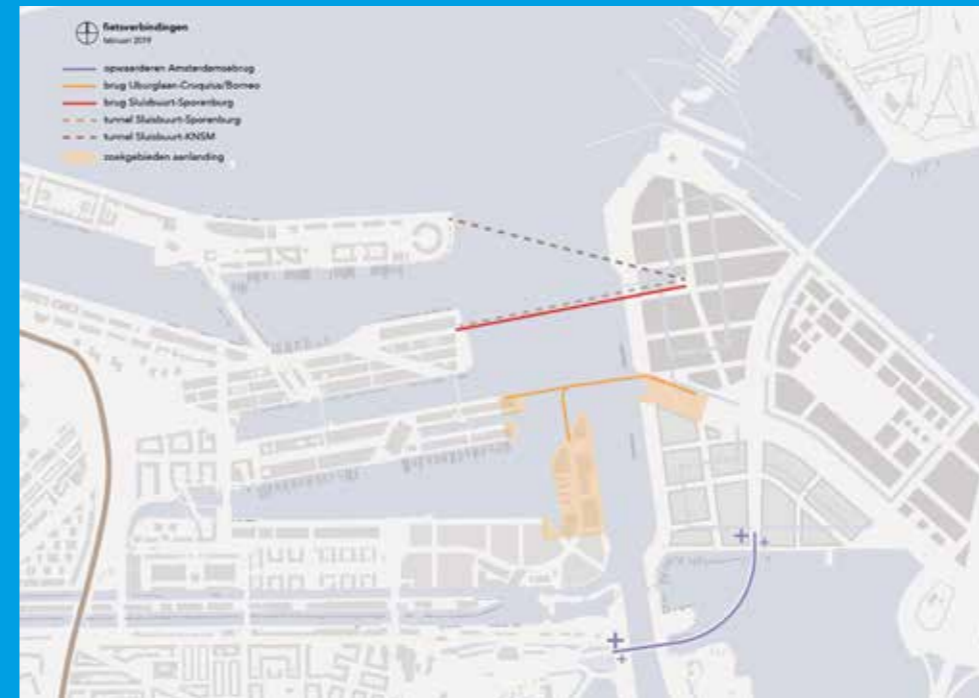 fietsverbindingen
februari 2019
opwaarderen Amsterdamsebrug
brug IJburglaan-Cruquius/Borneo
brug Sluisbuurt-Sporenburg
tunnel Sluisbuurt-Sporenburg
tunnel Sluisbuurt-KNSM
zoekgebieden aanlanding